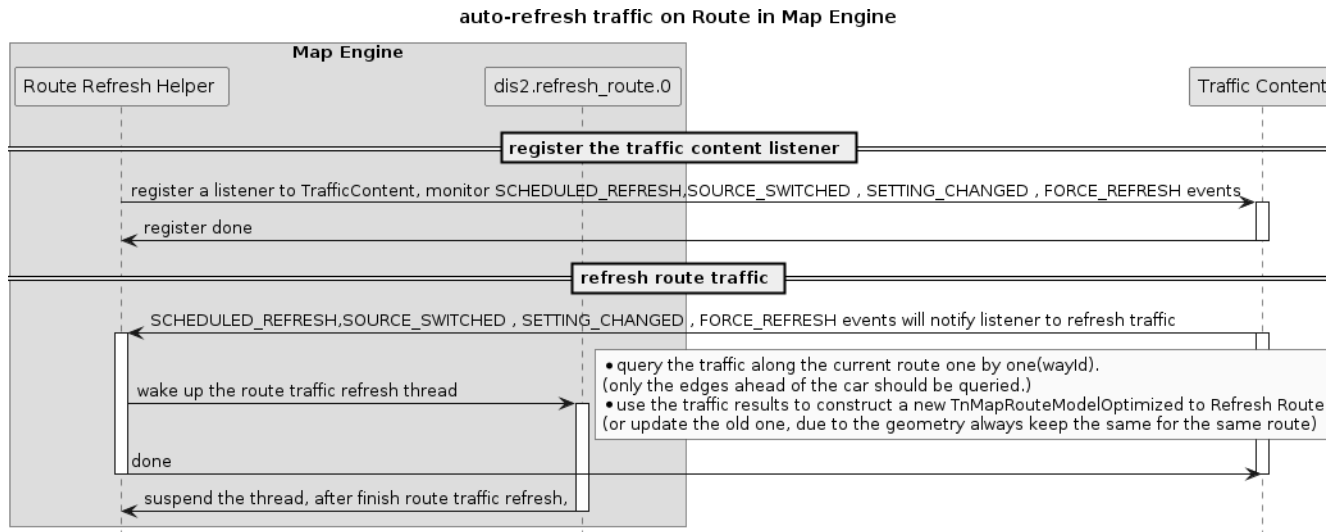 auto-refresh traffic on Route in Map Engine
Map Engine
Route Refresh Helper
dis2.refresh_route.0
Traffic Content
register the traffic content listener
register a listener to TrafficContent, monitor SCHEDULED_REFRESH,SOURCE_SWITCHED , SETTING_CHANGED , FORCE_REFRESH events
register done
refresh route traffic
SCHEDULED_REFRESH,SOURCE_SWITCHED , SETTING_CHANGED , FORCE_REFRESH events will notify listener to refresh traffic
• query the traffic along the current route one by one(wayId).
(only the edges ahead of the car should be queried.)
• use the traffic results to construct a new TnMapRouteModelOptimized to Refresh Route
(or update the old one, due to the geometry always keep the same for the same route)
wake up the route traffic refresh thread
done
suspend the thread, after finish route traffic refresh,